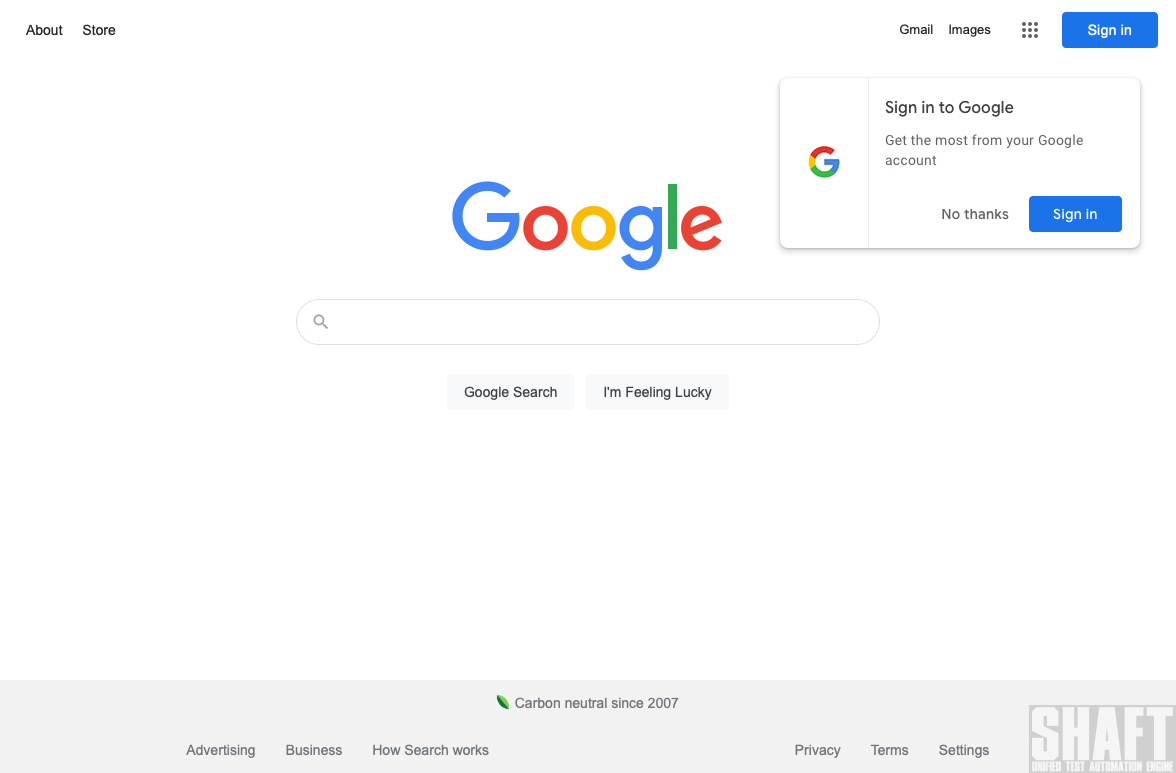 About Store
Gmail Images
Sign in
Sign in to Google
Get the most from your Google
account
No thanks Sign in
Google
Google Search I'm Feeling Lucky
Carbon neutral since 2007
Advertising Business How Search works
Privacy Terms Settings
SHAFT
UNIFIED TEST AUTOMATION ENGINE